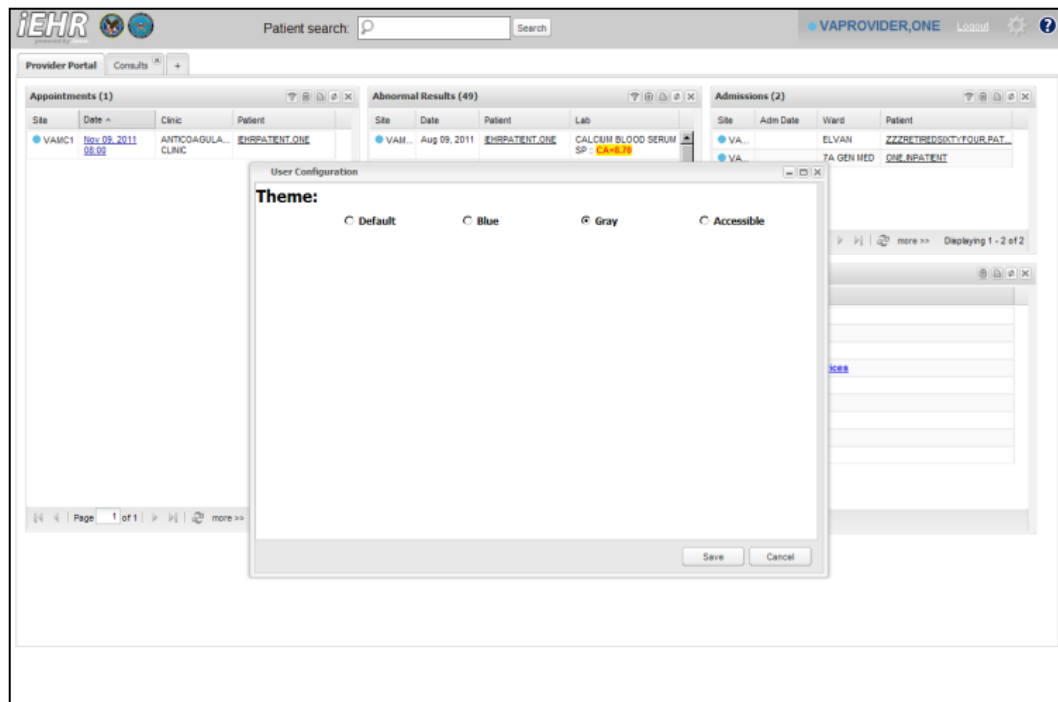 iEHR
Patient search:
Search
VAPROVIDER,ONE
Logout
?
Provider Portal
Consults
+
Appointments (1)
Site Date Clinic Patient
VAMC1 Nov 09, 2011 ANTICOAGULA... EHRPATIENT,ONE
08:00 CLINIC
Abnormal Results (49)
Site Date Patient Lab
VAM... Aug 09, 2011 EHRPATIENT,ONE CALCIUM BLOOD SERUM
SP :: CA=8.70
Admissions (2)
Site Adm Date Ward Patient
VA... ELVAN ZZZRETIREDSIXTYFOUR,PAT...
VA... 7A GEN MED ONE,INPATIENT
User Configuration
Theme:
Default Blue Gray Accessible
more >> Displaying 1 - 2 of 2
ices
Page 1 of 1 more >>
Save Cancel